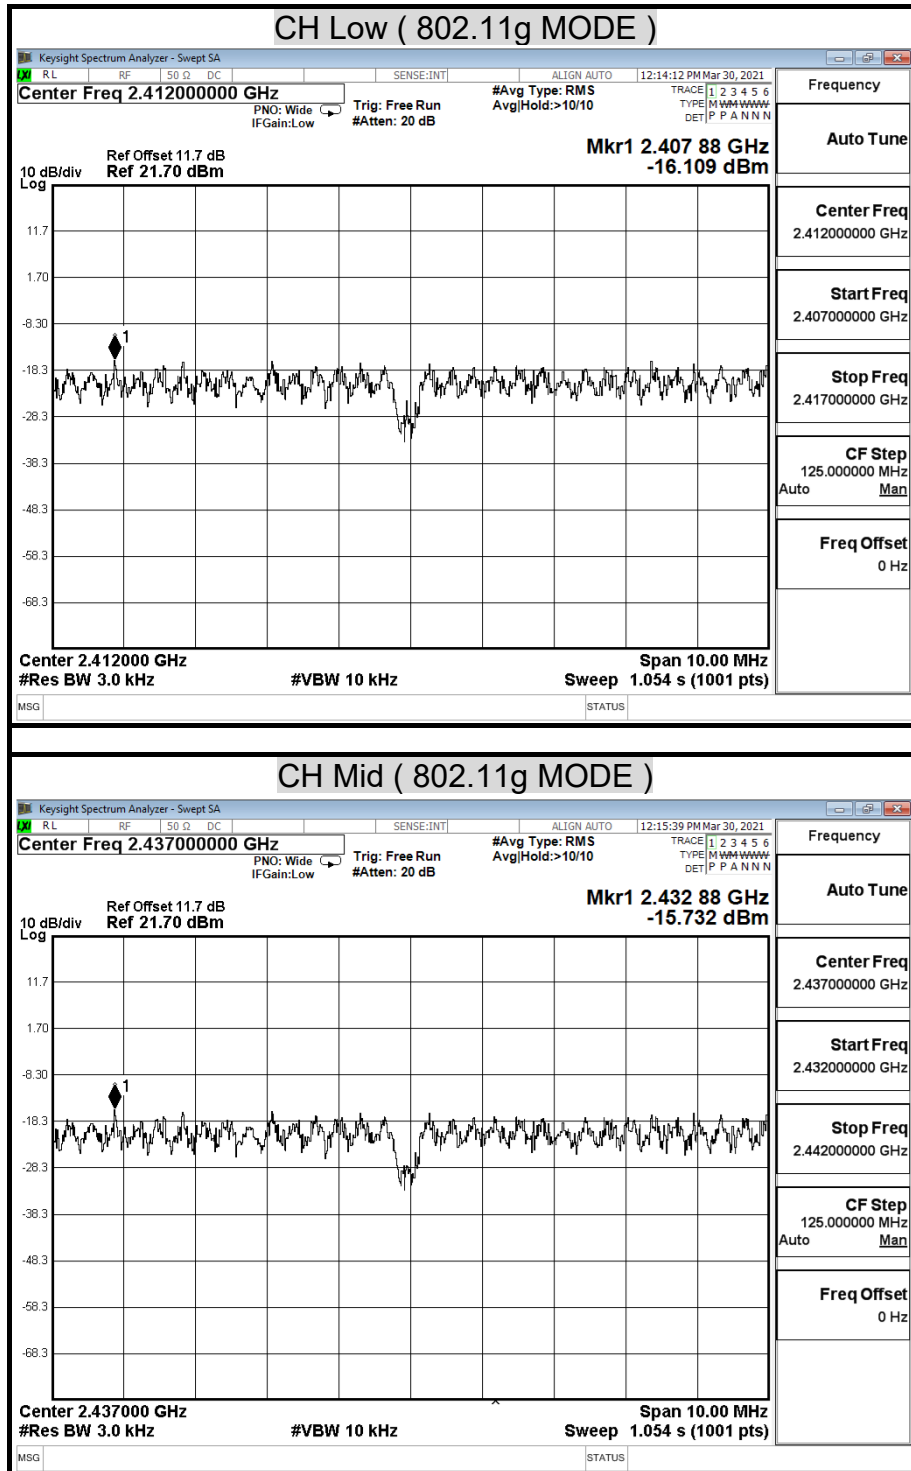 CH Low ( 802.11g MODE )
Keysight Spectrum Analyzer - Swept SA
LXI RL RF 50 Ω DC SENSE:INT ALIGN AUTO 12:14:12 PM Mar 30, 2021
Center Freq 2.412000000 GHz
PNO: Wide
IFGain:Low
Trig: Free Run
#Atten: 20 dB
#Avg Type: RMS
Avg|Hold:>10/10
TRACE 1 2 3 4 5 6
TYPE M WM WWWW
DET P P A N N N
Frequency
Mkr1 2.407 88 GHz
-16.109 dBm
Ref Offset 11.7 dB
10 dB/div Ref 21.70 dBm
Log
11.7
1.70
-8.30
-18.3
-28.3
-38.3
-48.3
-58.3
-68.3
1
Center 2.412000 GHz Span 10.00 MHz
#Res BW 3.0 kHz #VBW 10 kHz Sweep 1.054 s (1001 pts)
MSG STATUS
Auto Tune
Center Freq
2.412000000 GHz
Start Freq
2.407000000 GHz
Stop Freq
2.417000000 GHz
CF Step
125.000000 MHz
Auto Man
Freq Offset
0 Hz
CH Mid ( 802.11g MODE )
Keysight Spectrum Analyzer - Swept SA
LXI RL RF 50 Ω DC SENSE:INT ALIGN AUTO 12:15:39 PM Mar 30, 2021
Center Freq 2.437000000 GHz
PNO: Wide
IFGain:Low
Trig: Free Run
#Atten: 20 dB
#Avg Type: RMS
Avg|Hold:>10/10
TRACE 1 2 3 4 5 6
TYPE M WM WWWW
DET P P A N N N
Frequency
Mkr1 2.432 88 GHz
-15.732 dBm
Ref Offset 11.7 dB
10 dB/div Ref 21.70 dBm
Log
11.7
1.70
-8.30
-18.3
-28.3
-38.3
-48.3
-58.3
-68.3
1
Center 2.437000 GHz Span 10.00 MHz
#Res BW 3.0 kHz #VBW 10 kHz Sweep 1.054 s (1001 pts)
MSG STATUS
Auto Tune
Center Freq
2.437000000 GHz
Start Freq
2.432000000 GHz
Stop Freq
2.442000000 GHz
CF Step
125.000000 MHz
Auto Man
Freq Offset
0 Hz